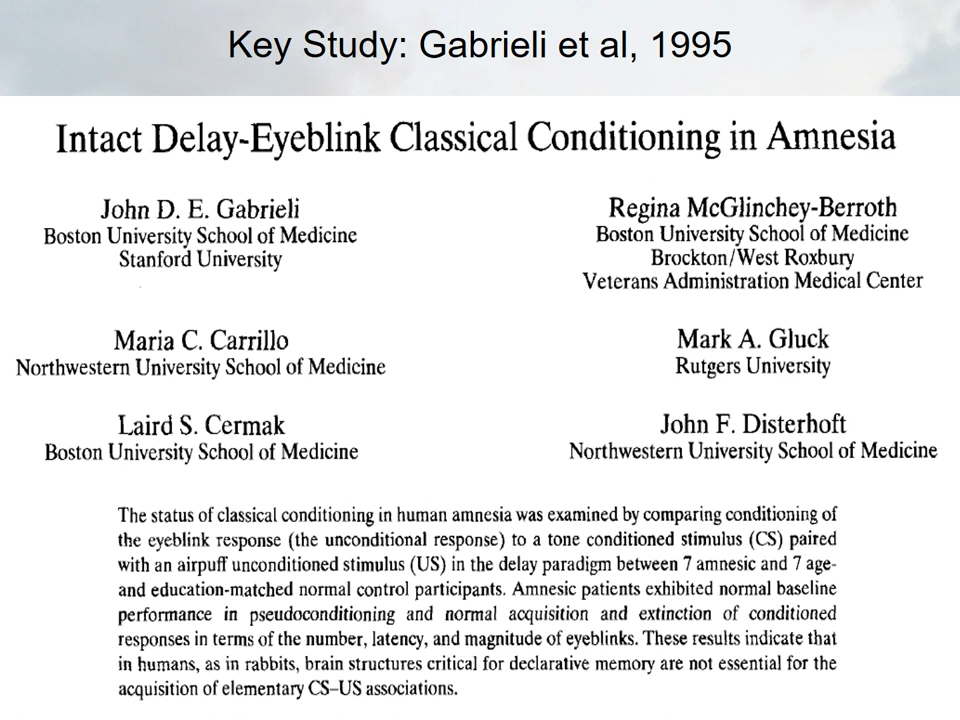 Key Study: Gabrieli et al, 1995
Intact Delay-Eyeblink Classical Conditioning in Amnesia
John D. E. Gabrieli
Boston University School of Medicine
Stanford University
Regina McGlinchey-Berroth
Boston University School of Medicine
Brockton/West Roxbury
Veterans Administration Medical Center
Maria C. Carrillo
Northwestern University School of Medicine
Mark A. Gluck
Rutgers University
Laird S. Cermak
Boston University School of Medicine
John F. Disterhoft
Northwestern University School of Medicine
The status of classical conditioning in human amnesia was examined by comparing conditioning of
the eyeblink response (the unconditional response) to a tone conditioned stimulus (CS) paired
with an airpuff unconditioned stimulus (US) in the delay paradigm between 7 amnesic and 7 age-
and education-matched normal control participants. Amnesic patients exhibited normal baseline
performance in pseudoconditioning and normal acquisition and extinction of conditioned
responses in terms of the number, latency, and magnitude of eyeblinks. These results indicate that
in humans, as in rabbits, brain structures critical for declarative memory are not essential for the
acquisition of elementary CS–US associations.